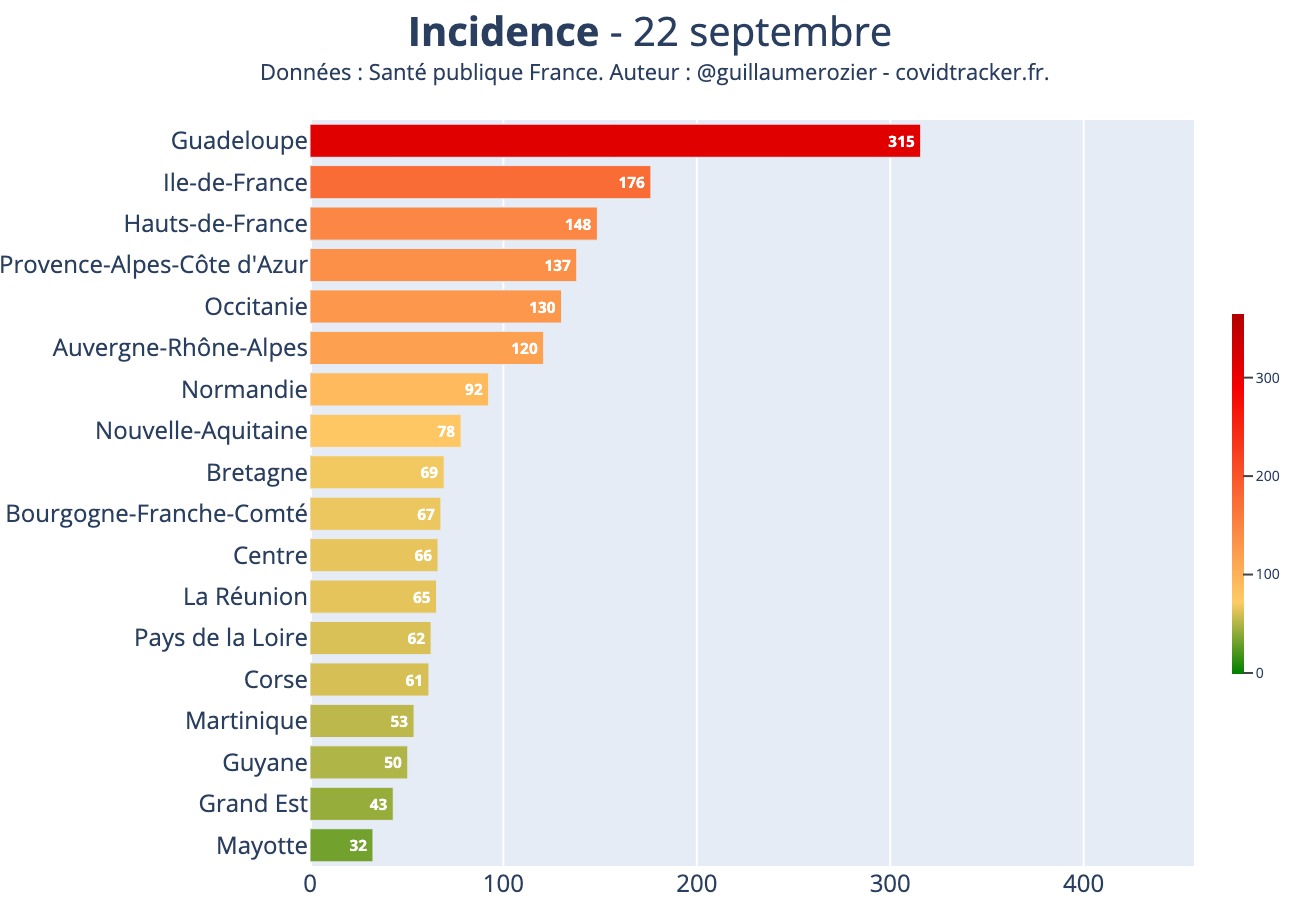 Incidence - 22 septembre
Données : Santé publique France. Auteur : @guillaumerozier - covidtracker.fr.
Guadeloupe 315
Ile-de-France 176
Hauts-de-France 148
Provence-Alpes-Côte d'Azur 137
Occitanie 130
Auvergne-Rhône-Alpes 120
Normandie 92
Nouvelle-Aquitaine 78
Bretagne 69
Bourgogne-Franche-Comté 67
Centre 66
La Réunion 65
Pays de la Loire 62
Corse 61
Martinique 53
Guyane 50
Grand Est 43
Mayotte 32
0 100 200 300 400
300
200
100
0